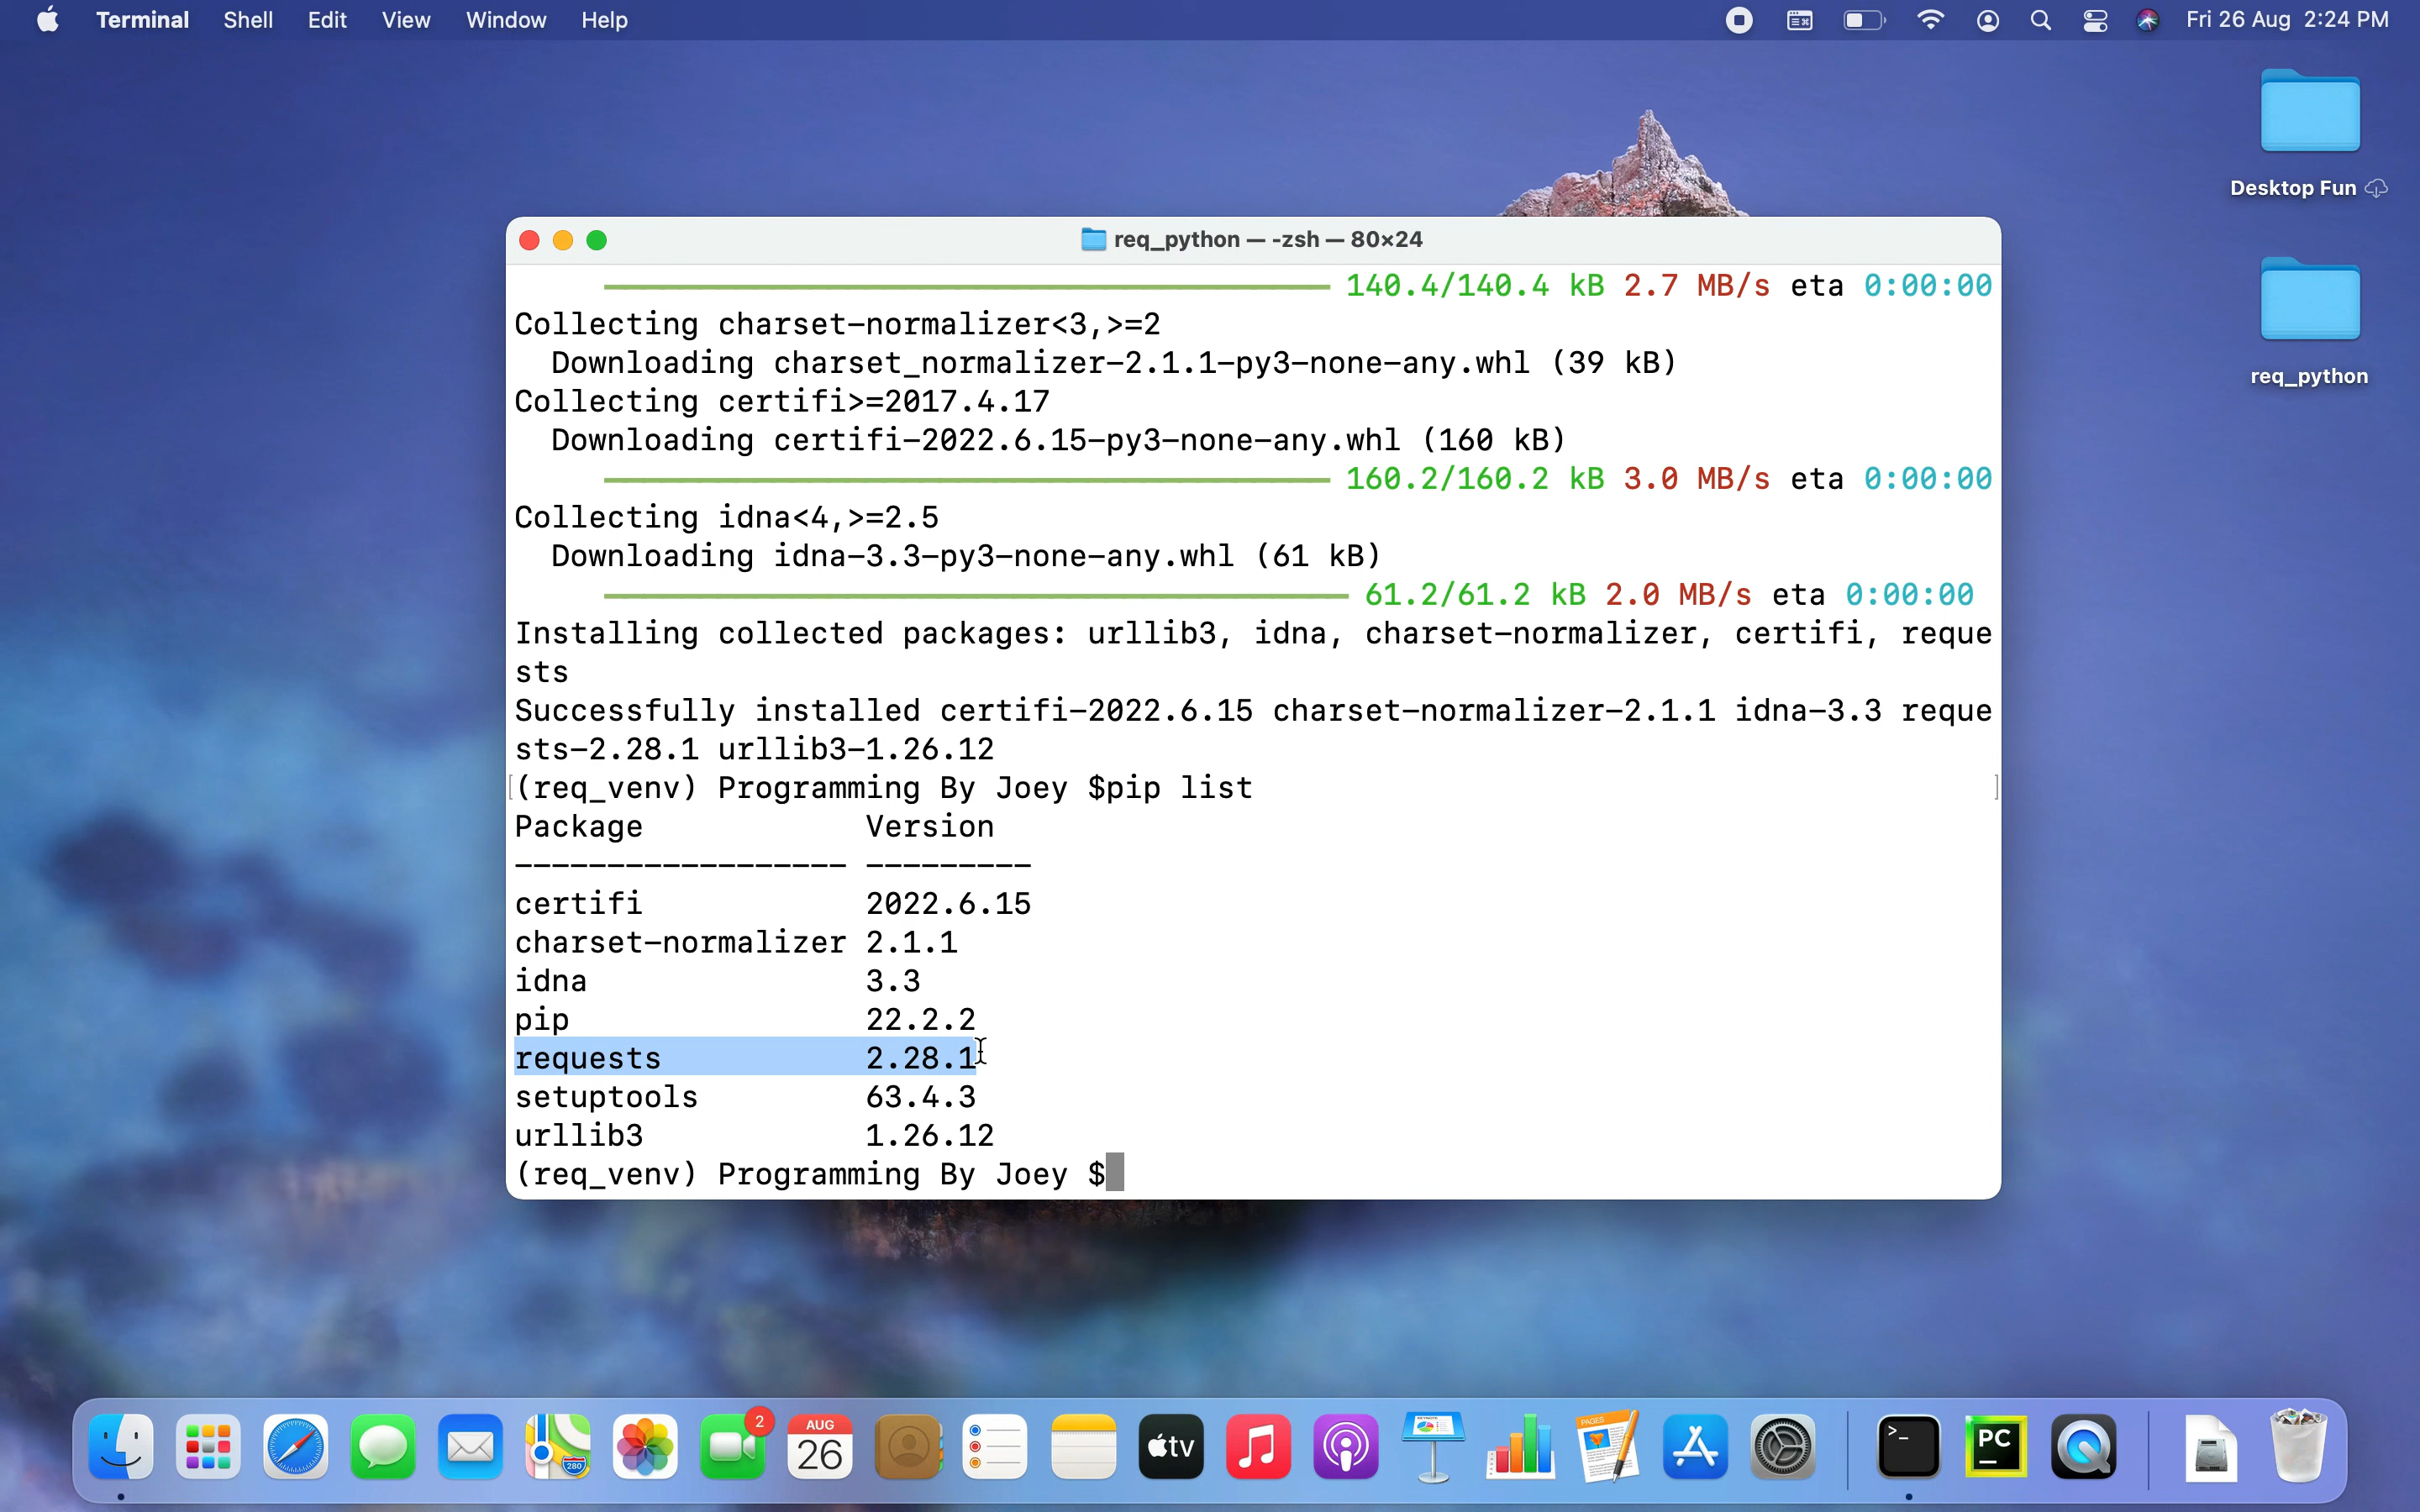 Terminal Shell Edit View Window Help Fri 26 Aug 2:24 PM
Desktop Fun
req_python
req_python — -zsh — 80×24
140.4/140.4 kB 2.7 MB/s eta 0:00:00
Collecting charset-normalizer<3,>=2
  Downloading charset_normalizer-2.1.1-py3-none-any.whl (39 kB)
Collecting certifi>=2017.4.17
  Downloading certifi-2022.6.15-py3-none-any.whl (160 kB)
160.2/160.2 kB 3.0 MB/s eta 0:00:00
Collecting idna<4,>=2.5
  Downloading idna-3.3-py3-none-any.whl (61 kB)
61.2/61.2 kB 2.0 MB/s eta 0:00:00
Installing collected packages: urllib3, idna, charset-normalizer, certifi, reque
sts
Successfully installed certifi-2022.6.15 charset-normalizer-2.1.1 idna-3.3 reque
sts-2.28.1 urllib3-1.26.12
[(req_venv) Programming By Joey $pip list ]
Package            Version
------------------ ---------
certifi            2022.6.15
charset-normalizer 2.1.1
idna               3.3
pip                22.2.2
requests           2.28.1
setuptools         63.4.3
urllib3            1.26.12
(req_venv) Programming By Joey $
280
2
AUG
26
tv
PAGES
>_
PC